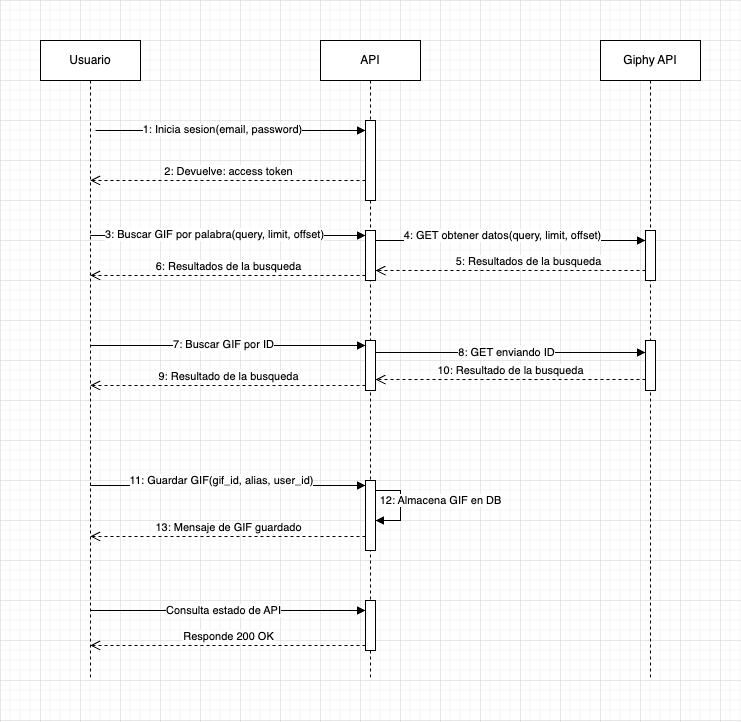 Usuario
API
Giphy API
1: Inicia sesion(email, password)
2: Devuelve: access token
3: Buscar GIF por palabra(query, limit, offset)
4: GET obtener datos(query, limit, offset)
5: Resultados de la busqueda
6: Resultados de la busqueda
7: Buscar GIF por ID
8: GET enviando ID
10: Resultado de la busqueda
9: Resultado de la busqueda
11: Guardar GIF(gif_id, alias, user_id)
12: Almacena GIF en DB
13: Mensaje de GIF guardado
Consulta estado de API
Responde 200 OK